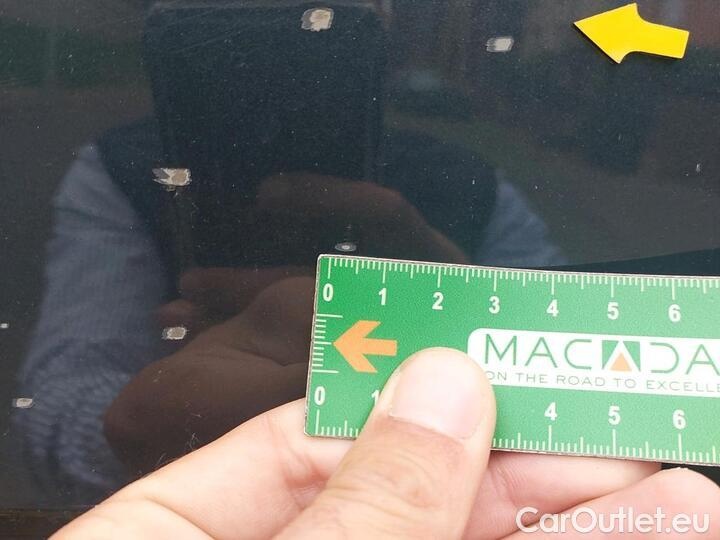 0 1 2 3 4 5 6
MACADA
ON THE ROAD TO EXCELLE
0 1 4 5 6
CarOutlet.eu